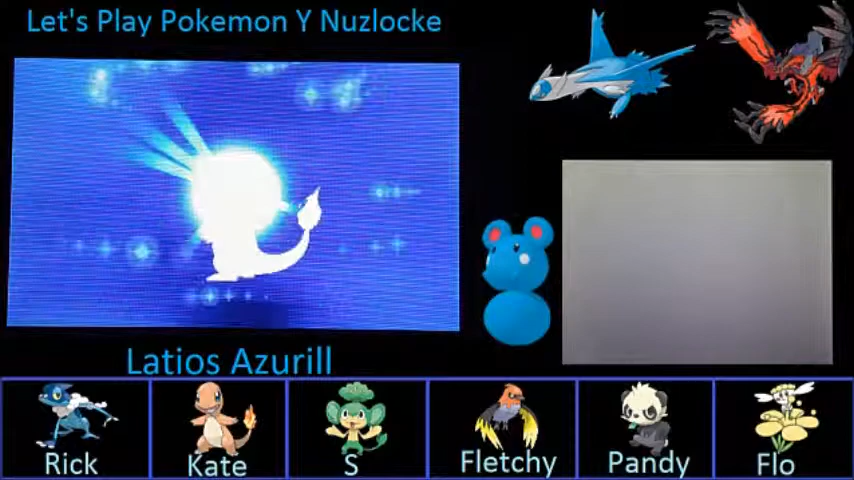 Let's Play Pokemon Y Nuzlocke
Latios Azurill
Rick
Kate
S
Fletchy
Pandy
Flo